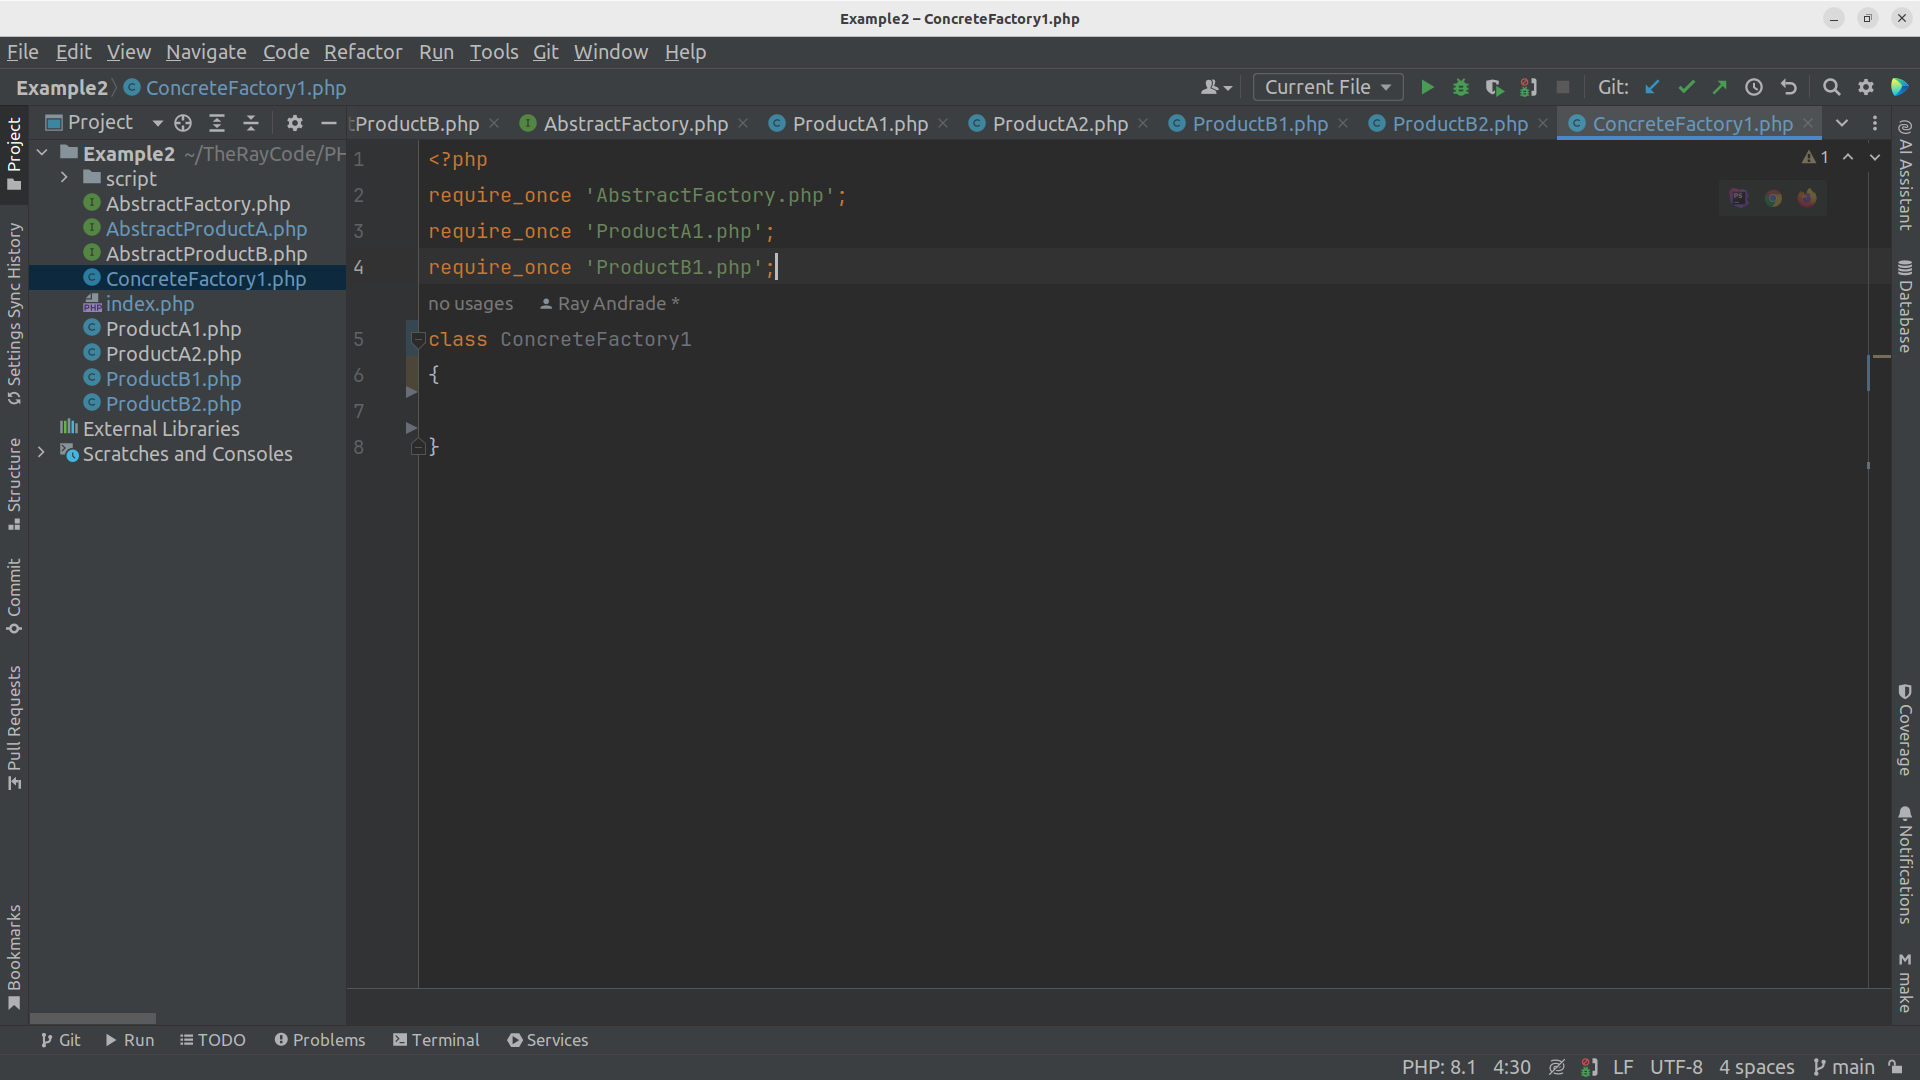 Example2 – ConcreteFactory1.php
File Edit View Navigate Code Refactor Run Tools Git Window Help
Example2 ConcreteFactory1.php
Current File
Git:
Project
tProductB.php
AbstractFactory.php
ProductA1.php
ProductA2.php
ProductB1.php
ProductB2.php
ConcreteFactory1.php
Project
Settings Sync History
Structure
Commit
Pull Requests
Bookmarks
Example2 ~/TheRayCode/PH
script
AbstractFactory.php
AbstractProductA.php
AbstractProductB.php
ConcreteFactory1.php
index.php
ProductA1.php
ProductA2.php
ProductB1.php
ProductB2.php
External Libraries
Scratches and Consoles
1 <?php
2 require_once 'AbstractFactory.php';
3 require_once 'ProductA1.php';
4 require_once 'ProductB1.php';
no usages Ray Andrade *
5 class ConcreteFactory1
6 {
7
8 }
1
AI Assistant
Database
Coverage
Notifications
make
Git Run TODO Problems Terminal Services
PHP: 8.1 4:30 LF UTF-8 4 spaces main